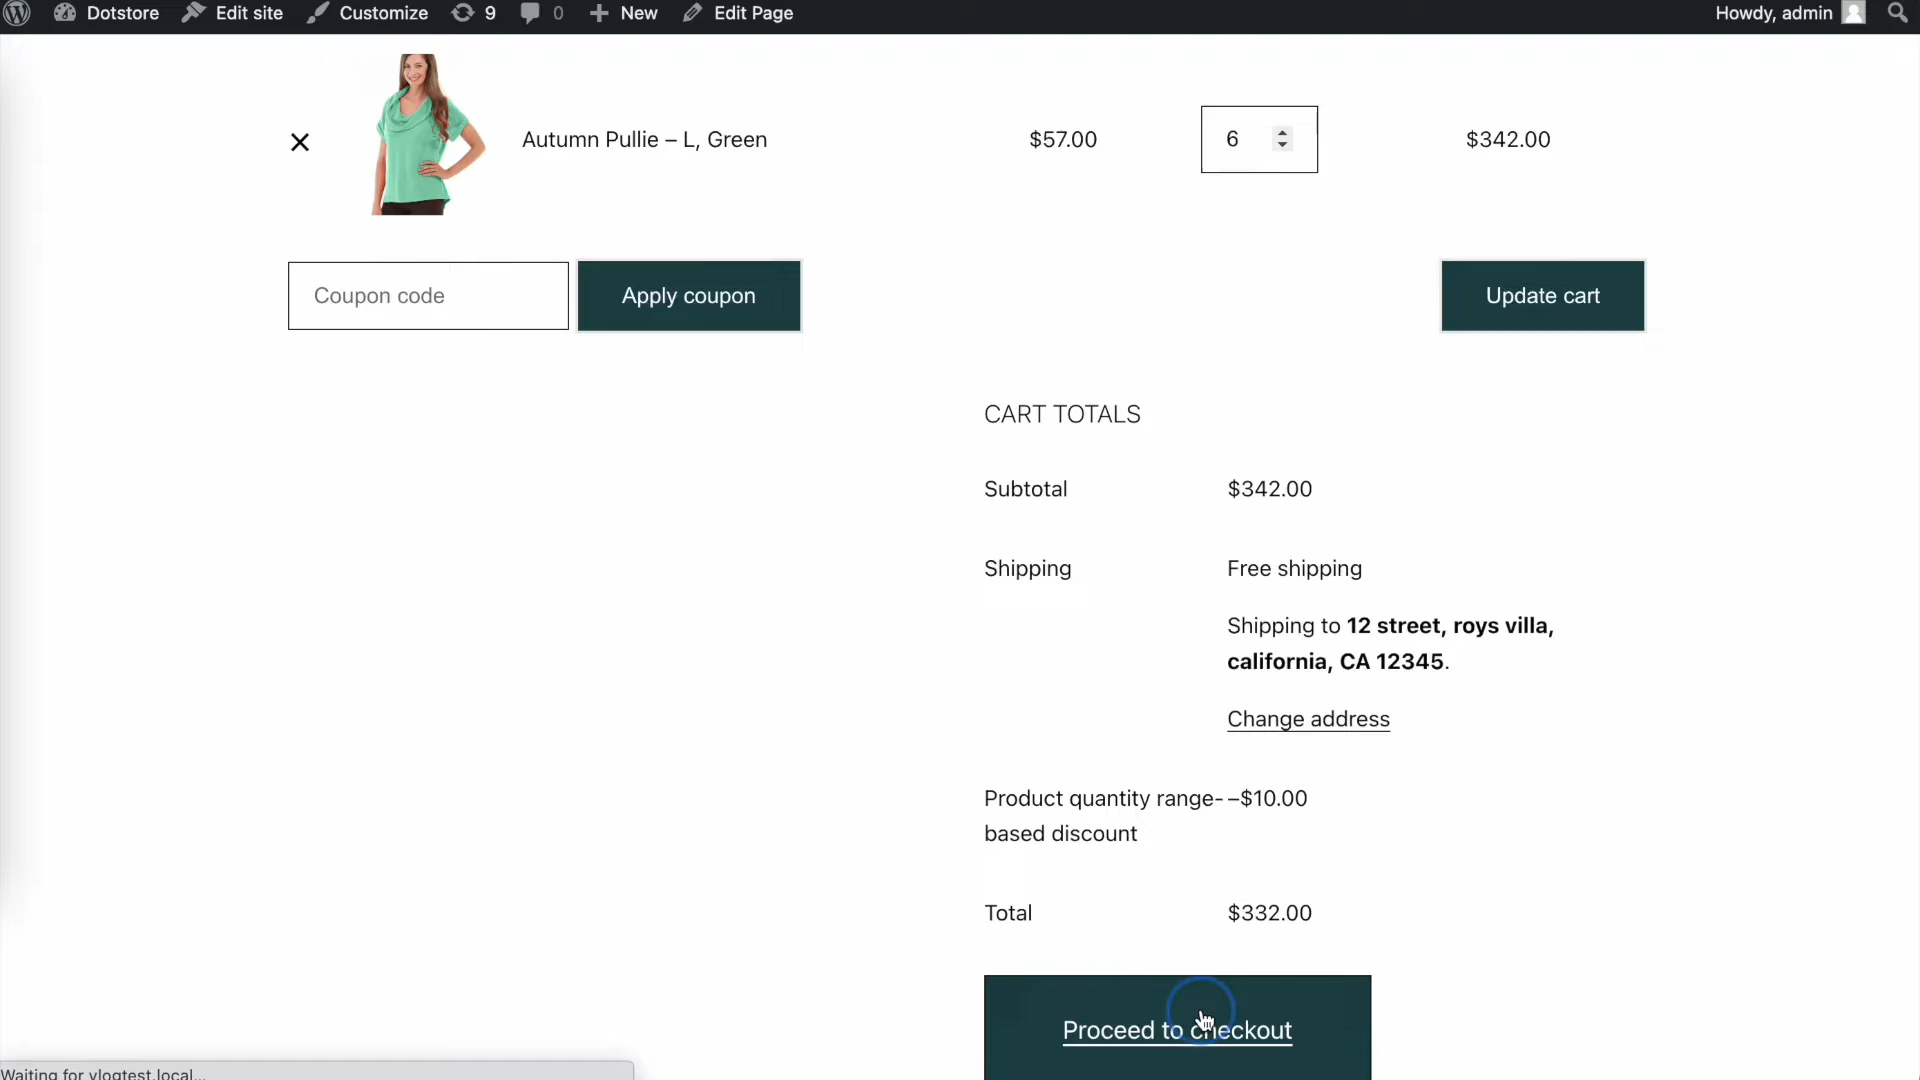 Dotstore Edit site Customize 9 0 New Edit Page Howdy, admin
Autumn Pullie – L, Green $57.00 6 $342.00
Coupon code Apply coupon Update cart
CART TOTALS
Subtotal $342.00
Shipping Free shipping
Shipping to 12 street, roys villa,
california, CA 12345.
Change address
Product quantity range- –$10.00
based discount
Total $332.00
Proceed to checkout
Waiting for vlogtest.local...